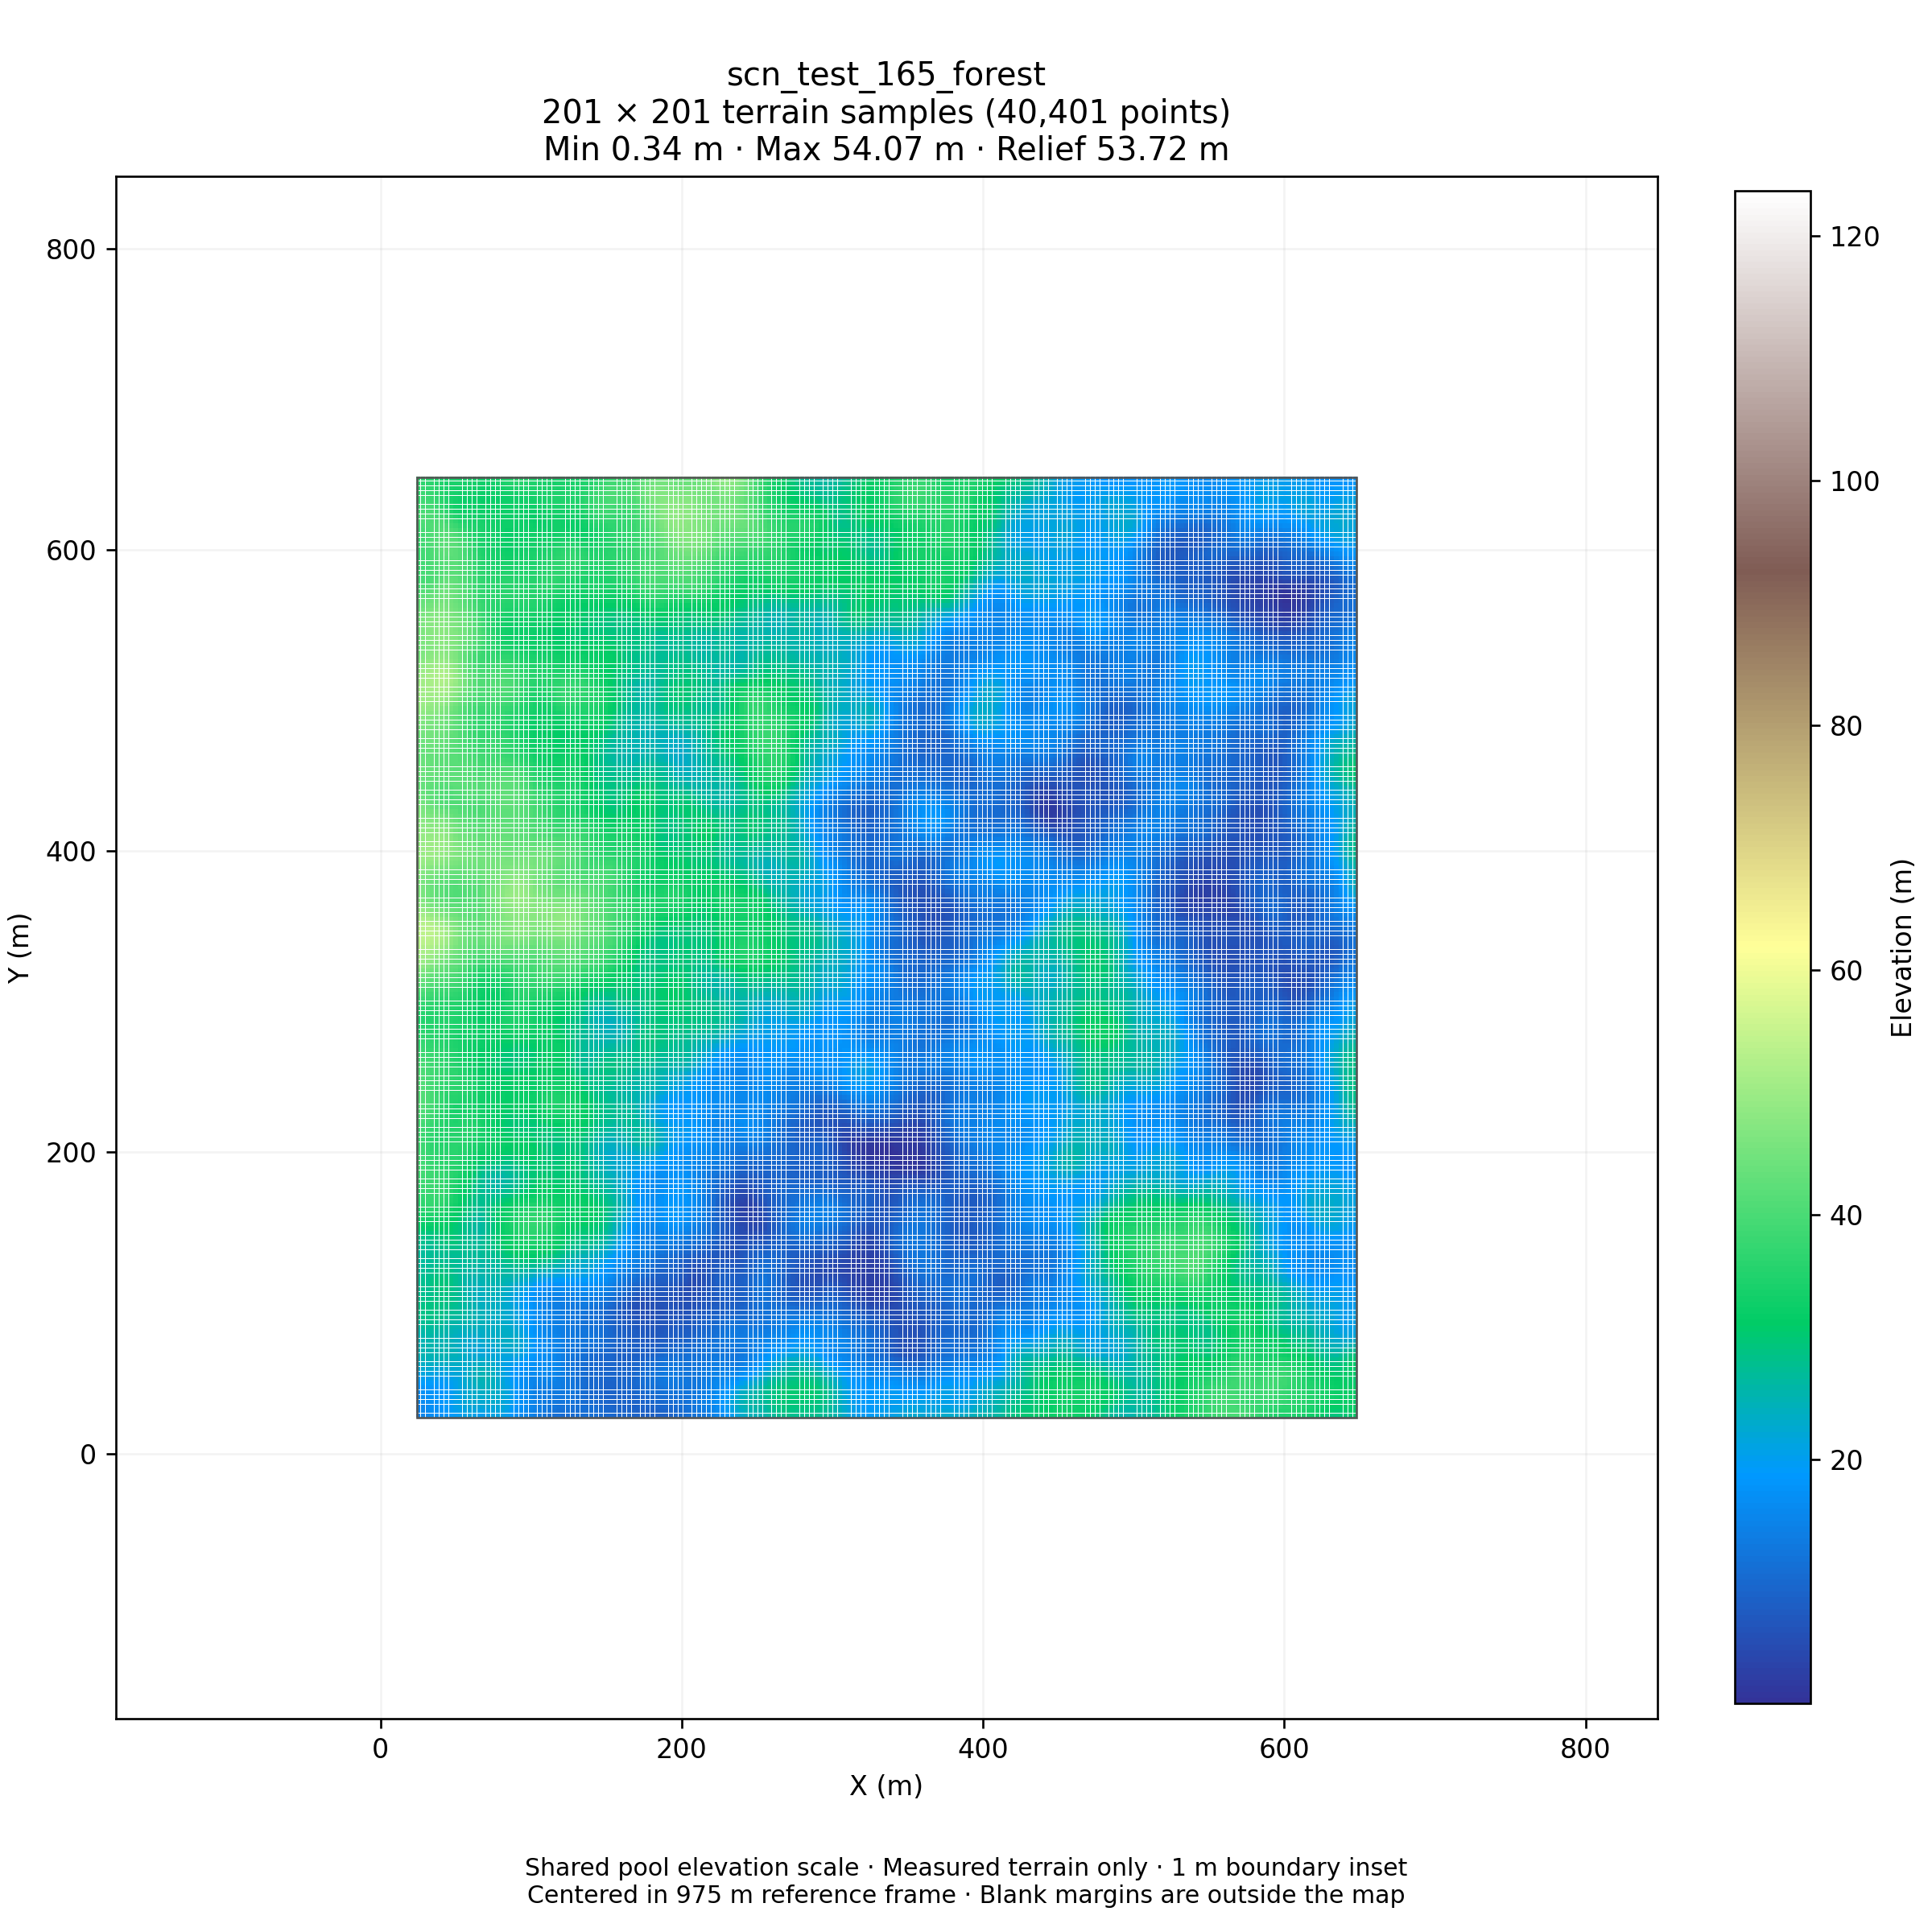 scn_test_165_forest
201 × 201 terrain samples (40,401 points)
Min 0.34 m · Max 54.07 m · Relief 53.72 m
800
600
400
200
0
Y (m)
0
200
400
600
800
X (m)
120
100
80
60
40
20
Elevation (m)
Shared pool elevation scale · Measured terrain only · 1 m boundary inset
Centered in 975 m reference frame · Blank margins are outside the map